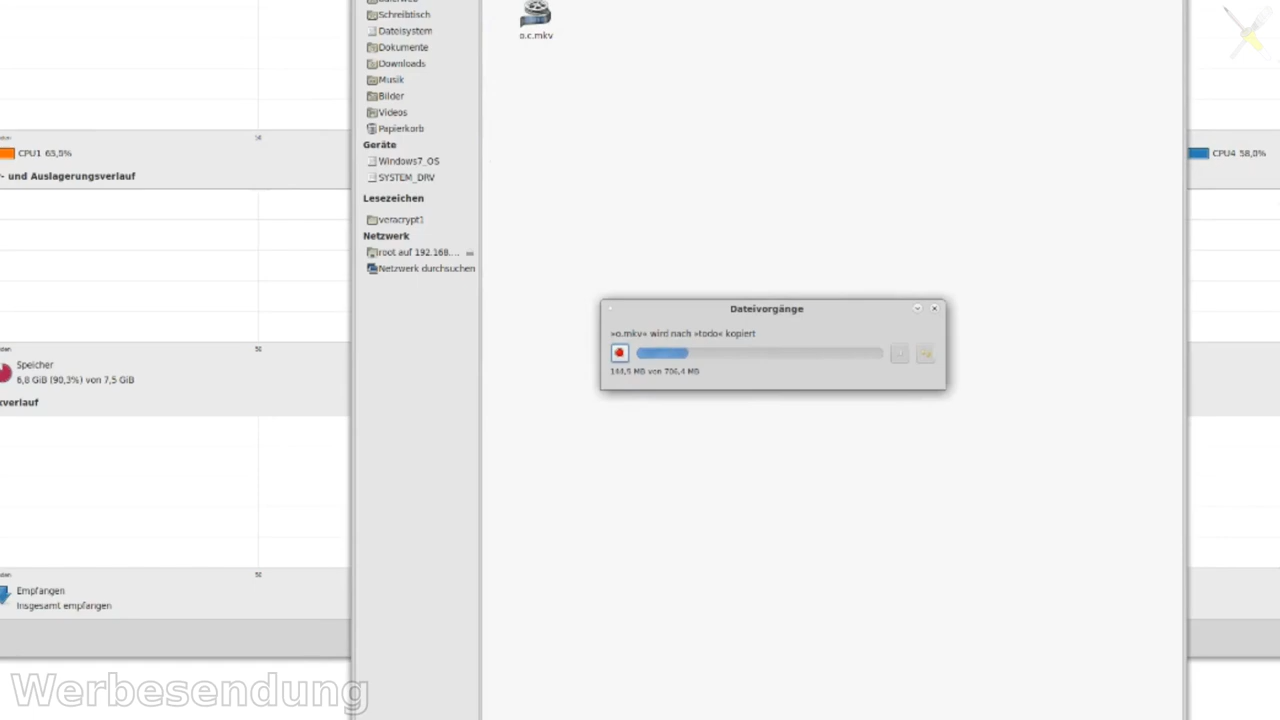 Schreibtisch
Dateisystem
Dokumente
Downloads
Musik
Bilder
Videos
Papierkorb
Geräte
Windows7_OS
SYSTEM_DRV
Lesezeichen
veracrypt1
Netzwerk
root auf 192.168....
Netzwerk durchsuchen
o.c.mkv
CPU1 65,5%
- und Auslagerungsverlauf
50
Speicher
6,8 GiB (90,3%) von 7,5 GiB
verlauf
50
Empfangen
Insgesamt empfangen
CPU4 58,0%
Dateivorgänge
»o.mkv« wird nach »todo« kopiert
144,5 MB von 706,4 MB
Werbesendung